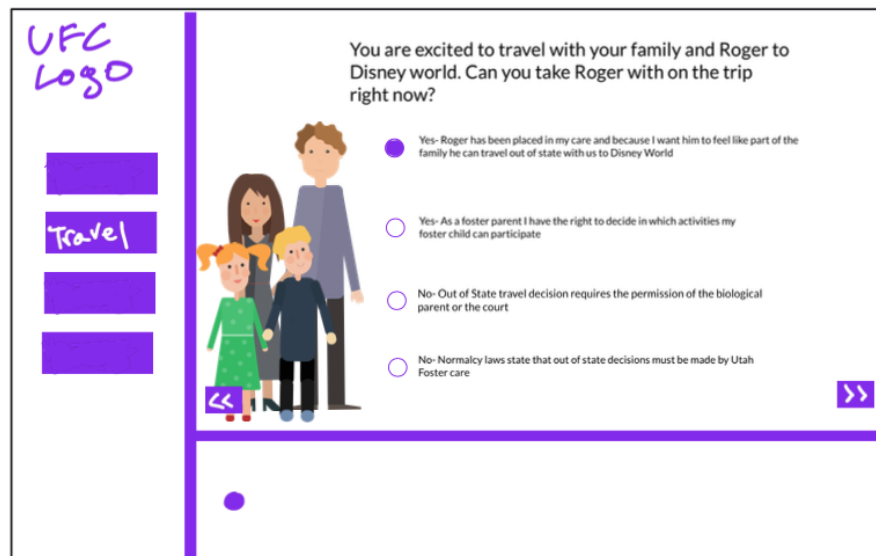 UFC
Logo
Travel
You are excited to travel with your family and Roger to
Disney world. Can you take Roger with on the trip
right now?
Yes- Roger has been placed in my care and because I want him to feel like part of the
family he can travel out of state with us to Disney World
Yes- As a foster parent I have the right to decide in which activities my
foster child can participate
No- Out of State travel decision requires the permission of the biological
parent or the court
No- Normalcy laws state that out of state decisions must be made by Utah
Foster care
<<
>>